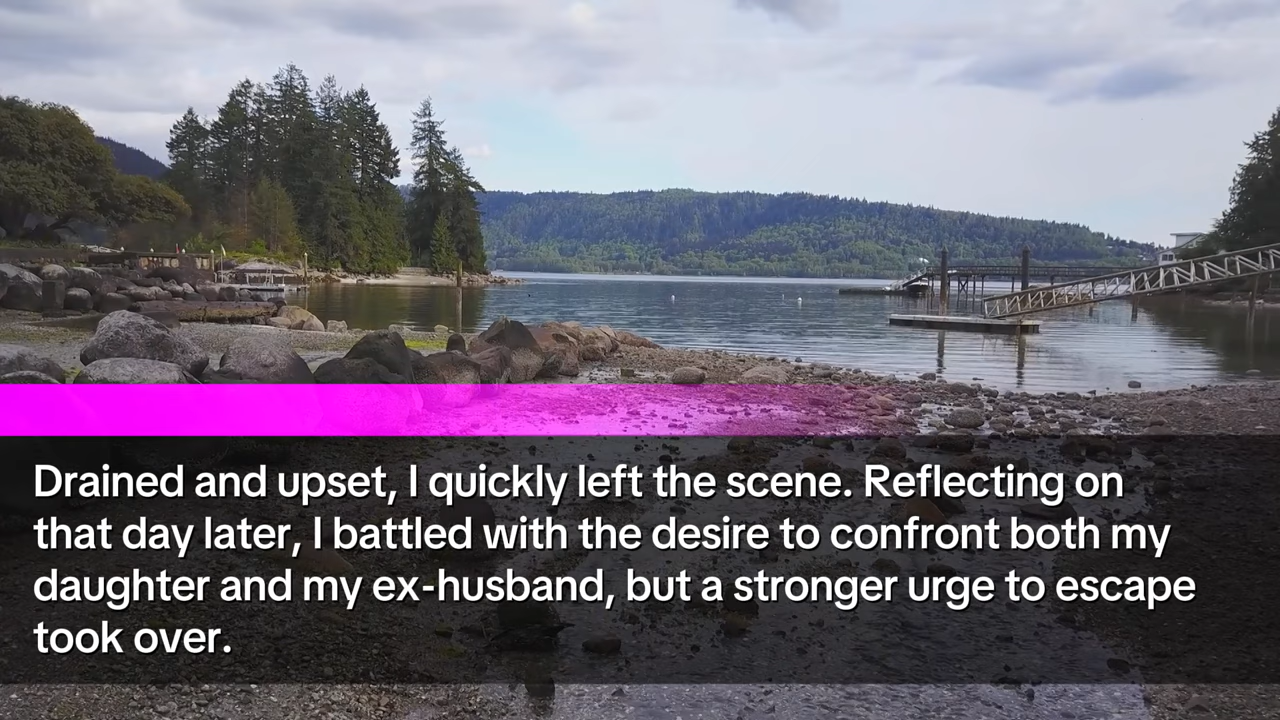 Drained and upset, I quickly left the scene. Reflecting on
that day later, I battled with the desire to confront both my
daughter and my ex-husband, but a stronger urge to escape
took over.